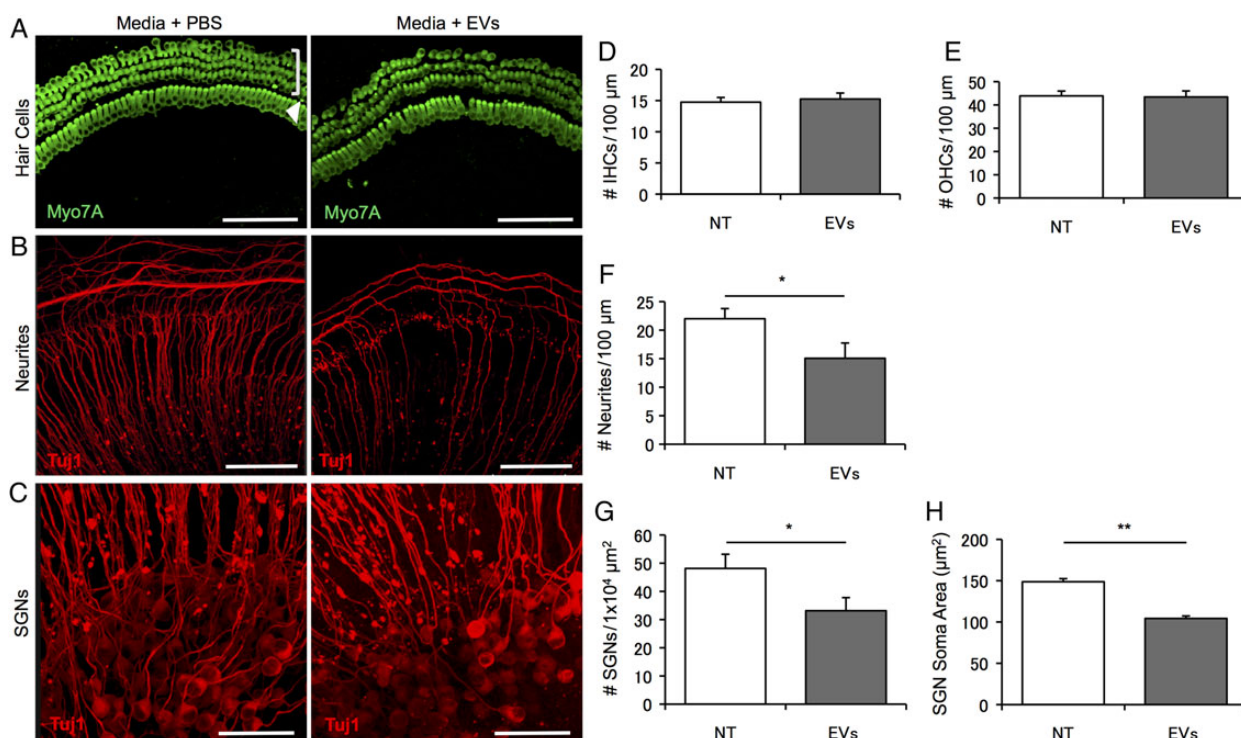 Media + PBS
Media + EVs
A
Hair Cells
Myo7A
Myo7A
B
Neurites
Tuj1
Tuj1
C
SGNs
Tuj1
Tuj1
D
# IHCs/100 µm
20
15
10
5
0
NT
EVs
E
# OHCs/100 µm
50
40
30
20
10
0
NT
EVs
F
*
# Neurites/100 µm
25
20
15
10
5
0
NT
EVs
G
*
# SGNs/1x10⁴ µm²
60
50
40
30
20
10
0
NT
EVs
H
**
SGN Soma Area (µm²)
200
150
100
50
0
NT
EVs